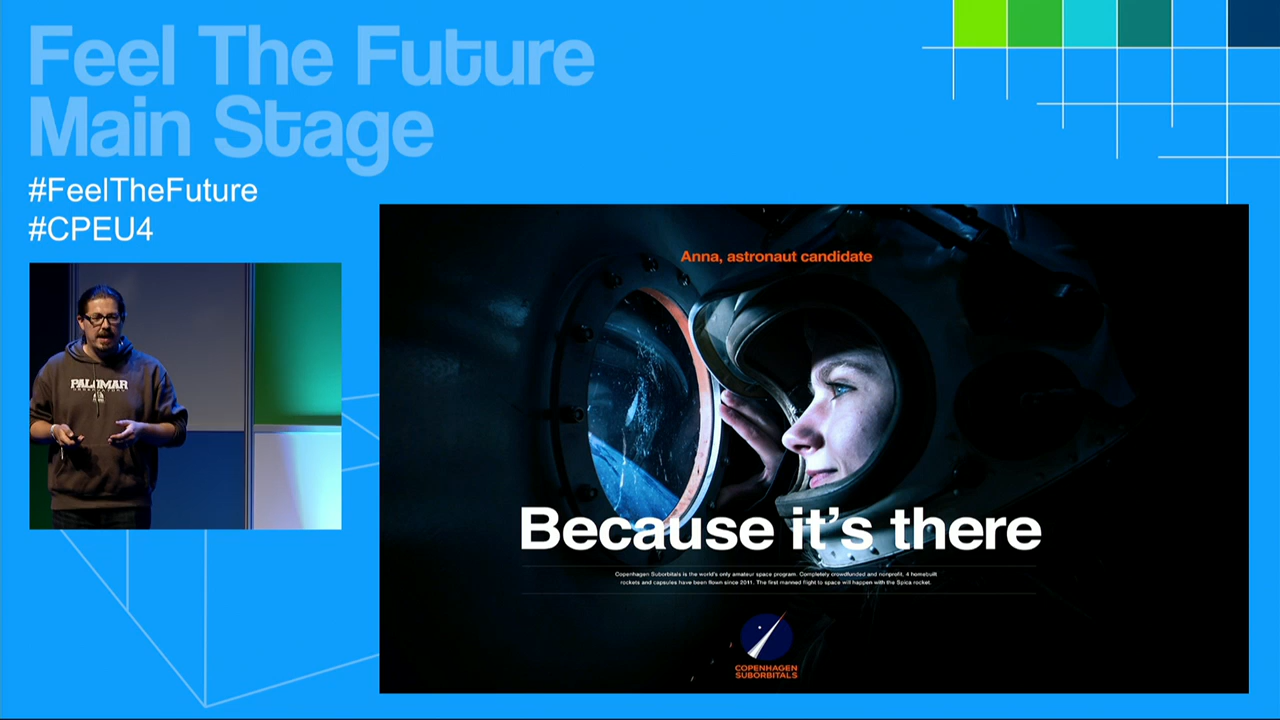 Feel The Future
Main Stage
#FeelTheFuture
#CPEU4
PALOMAR
OBSERVATORY
Anna, astronaut candidate
Because it's there
Copenhagen Suborbitals is the world's only amateur space program. Completely crowdfunded and nonprofit, 4 homebuilt
rockets and capsules have been flown since 2011. The first manned flight to space will happen with the Spica rocket.
COPENHAGEN
SUBORBITALS